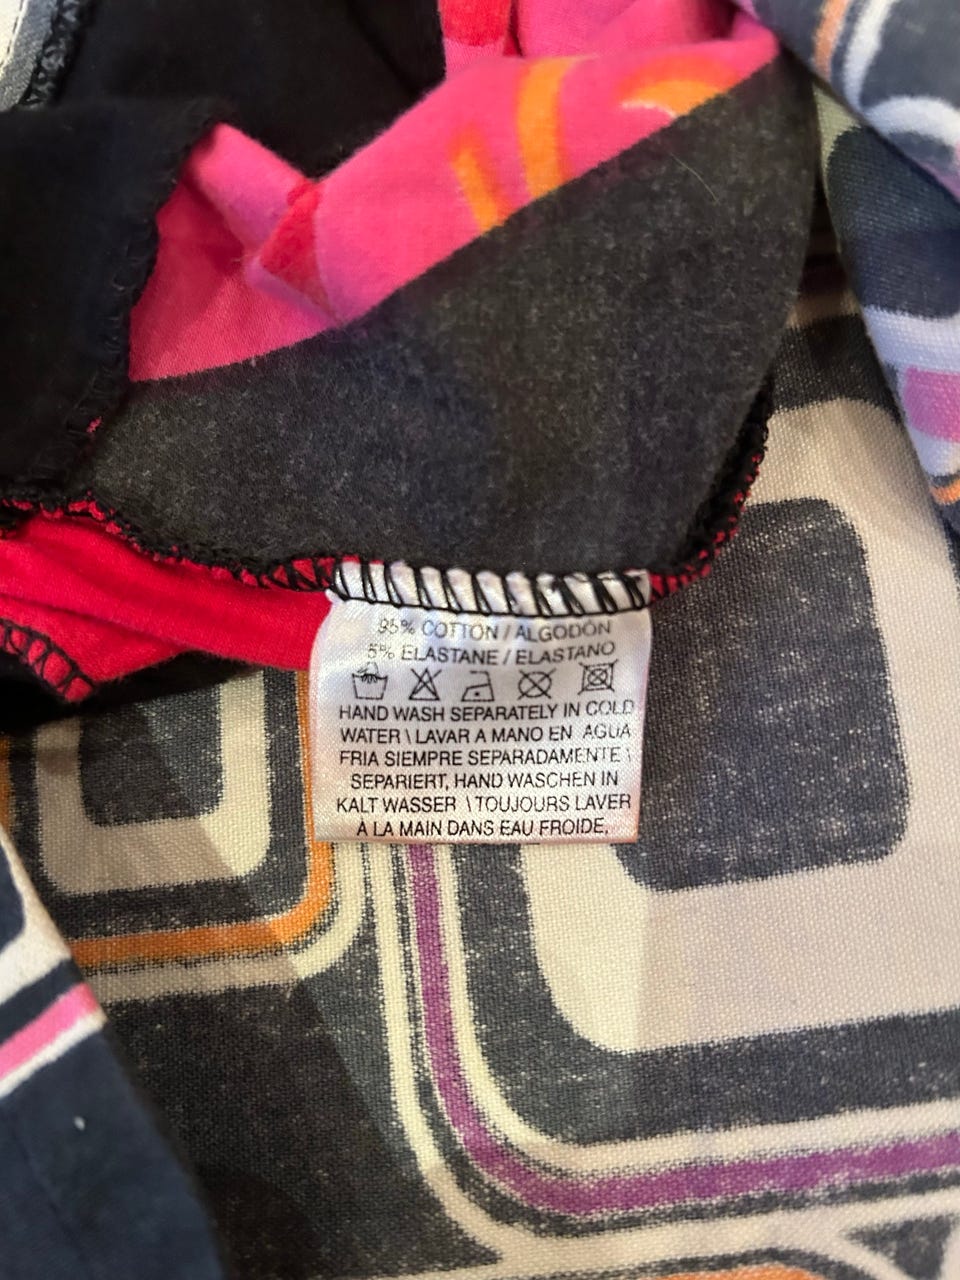 95% COTTON / ALGODÓN
5% ELASTANE / ELASTANO
HAND WASH SEPARATELY IN COLD
WATER \ LAVAR A MANO EN AGUA
FRIA SIEMPRE SEPARADAMENTE \
SEPARIERT, HAND WASCHEN IN
KALT WASSER \ TOUJOURS LAVER
À LA MAIN DANS EAU FROIDE.